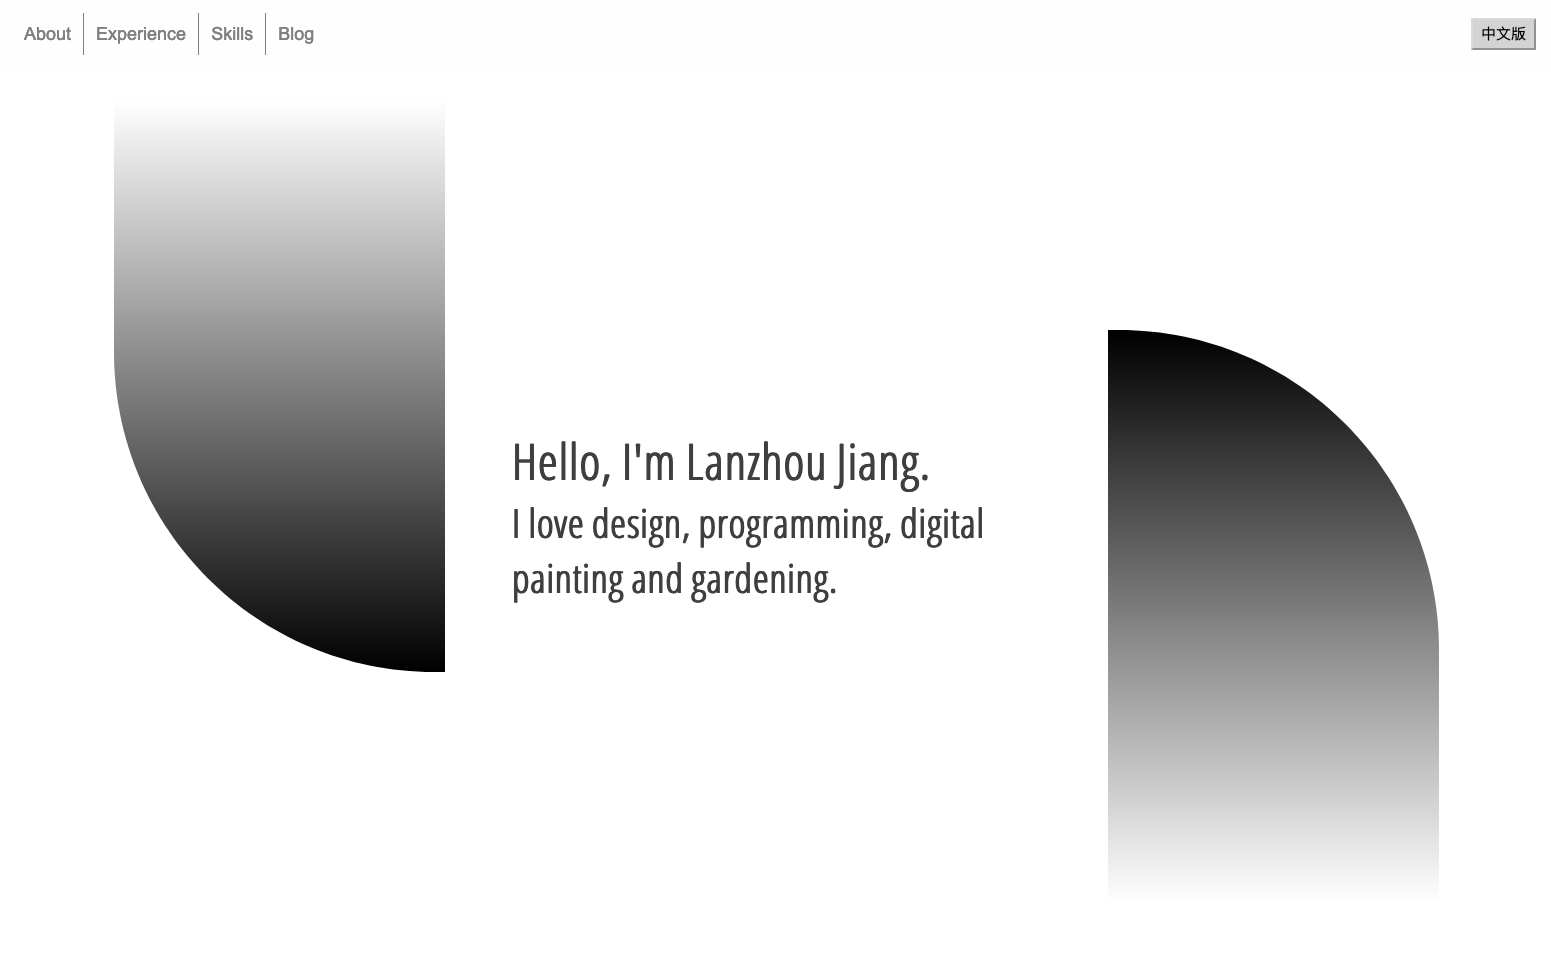 About Experience Skills Blog 中文版
Hello, I'm Lanzhou Jiang.
I love design, programming, digital
painting and gardening.